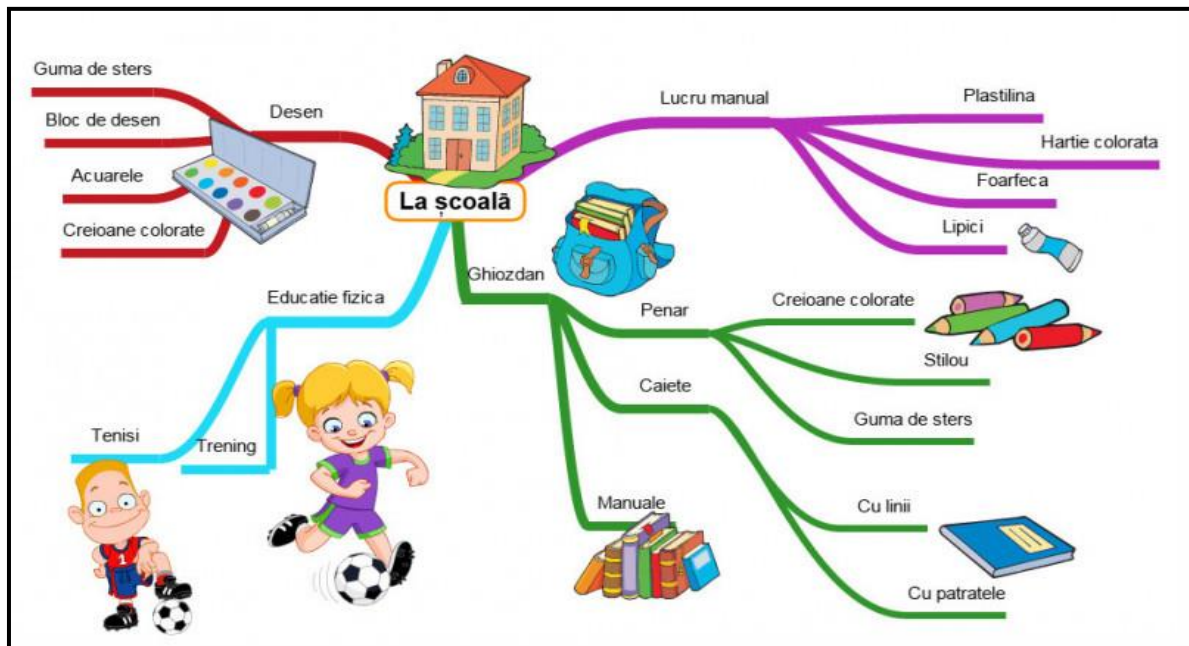 La școală
Desen
Guma de sters
Bloc de desen
Acuarele
Creioane colorate
Lucru manual
Plastilina
Hartie colorata
Foarfeca
Lipici
Educatie fizica
Tenisi
Trening
Ghiozdan
Penar
Creioane colorate
Stilou
Guma de sters
Caiete
Cu linii
Cu patratele
Manuale
1